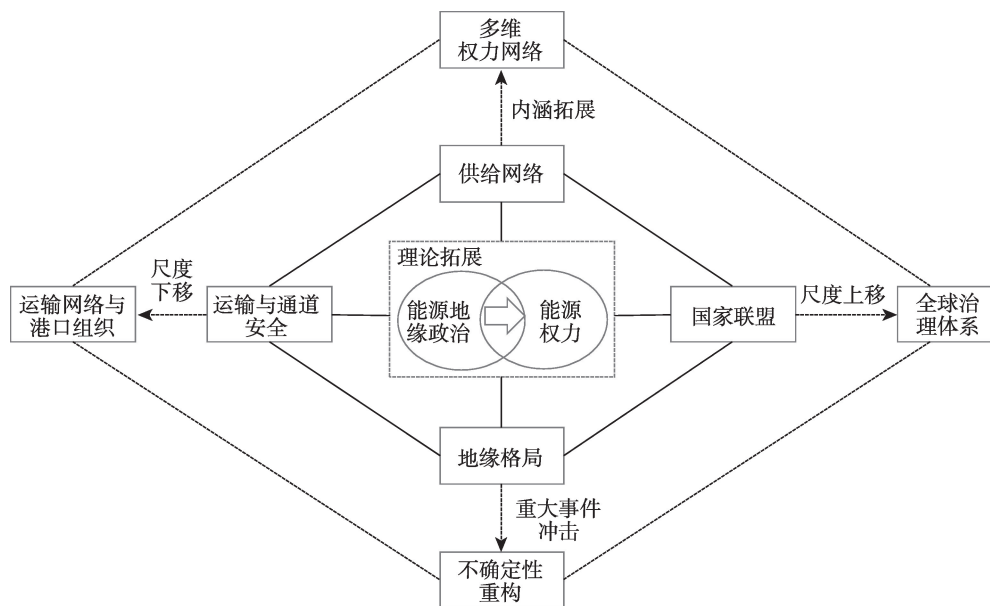 多维
权力网络
内涵拓展
供给网络
理论拓展
尺度
下移
运输网络与
港口组织
运输与通道
安全
能源地
缘政治
能源
权力
国家联盟
尺度上移
全球治
理体系
地缘格局
重大事件
冲击
不确定性
重构